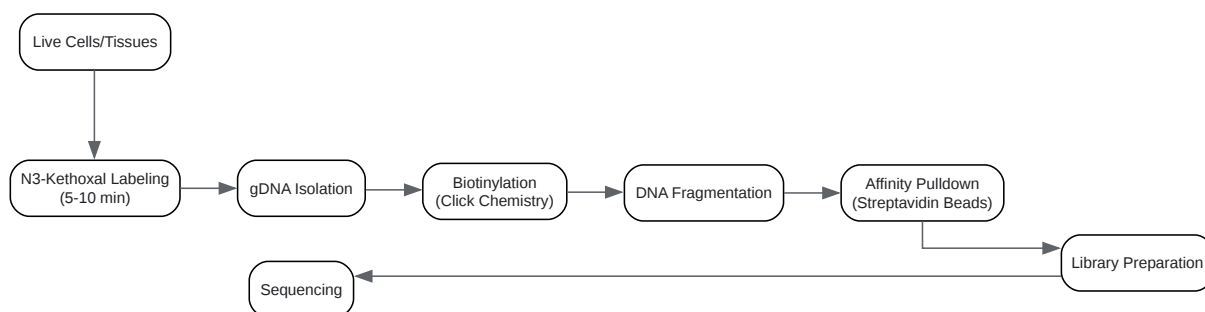 Live Cells/Tissues
N3-Kethoxal Labeling
(5-10 min)
gDNA Isolation
Biotinylation
(Click Chemistry)
DNA Fragmentation
Affinity Pulldown
(Streptavidin Beads)
Library Preparation
Sequencing